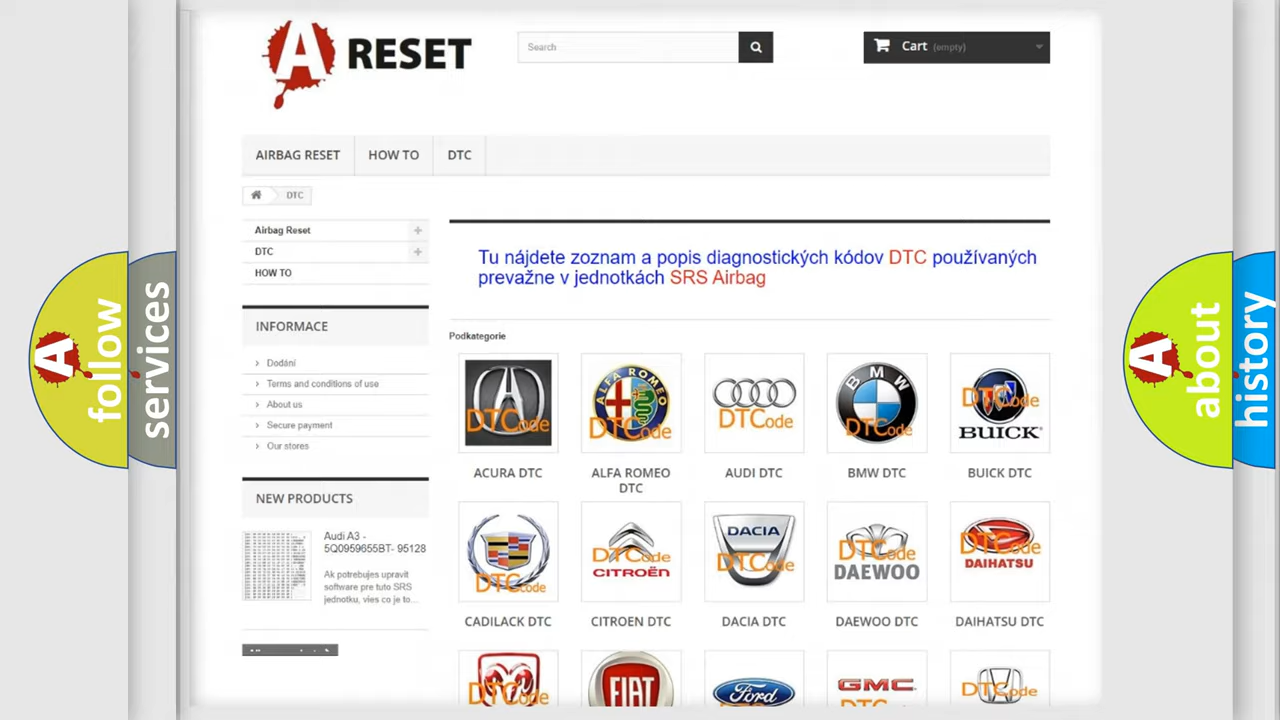 A RESET
Search
Cart (empty)
AIRBAG RESET
HOW TO
DTC
DTC
Airbag Reset
DTC
HOW TO
INFORMACE
Dodání
Terms and conditions of use
About us
Secure payment
Our stores
NEW PRODUCTS
Audi A3 -
5Q0959655BT- 95128
Ak potrebujes upravit
software pre tuto SRS
jednotku, vies co je to...
Tu nájdete zoznam a popis diagnostických kódov DTC používaných
prevažne v jednotkách SRS Airbag
Podkategorie
DTCode
ALFA ROMEO
DTCode
DTCode
BMW
DTCode
DTCode
BUICK
ACURA DTC
ALFA ROMEO
DTC
AUDI DTC
BMW DTC
BUICK DTC
DTCode
DTCode
CITROËN
DACIA
DTCode
DTCode
DAEWOO
DTCode
DAIHATSU
CADILACK DTC
CITROEN DTC
DACIA DTC
DAEWOO DTC
DAIHATSU DTC
DTCode
FIAT
Ford
GMC
DTCode
A follow
services
A about
history